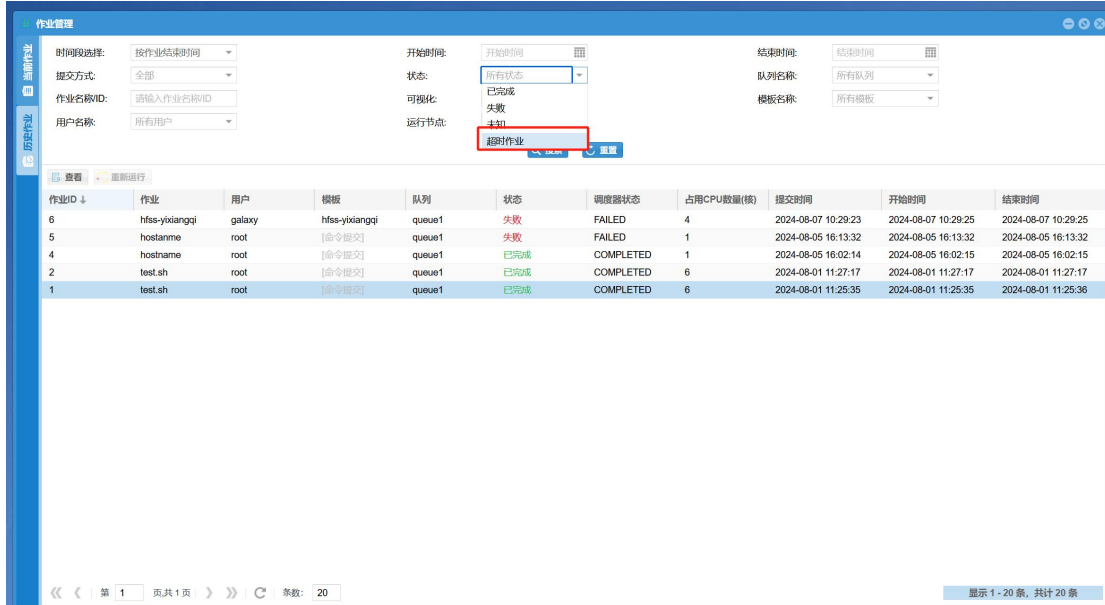 作业管理
当前作业
历史作业
时间段选择: 按作业结束时间 开始时间: 开始时间 结束时间: 结束时间
提交方式: 全部 状态: 所有状态 队列名称: 所有队列
作业名称/ID: 请输入作业名称/ID 可视化: 已完成 模板名称: 所有模板
失败
用户名称: 所有用户 运行节点: 未知
超时作业
搜索 重置
查看 重新运行
作业ID 作业 用户 模板 队列 状态 调度器状态 占用CPU数量(核) 提交时间 开始时间 结束时间
6 hfss-yixiangqi galaxy hfss-yixiangqi queue1 失败 FAILED 4 2024-08-07 10:29:23 2024-08-07 10:29:25 2024-08-07 10:29:25
5 hostanme root [命令提交] queue1 失败 FAILED 1 2024-08-05 16:13:32 2024-08-05 16:13:32 2024-08-05 16:13:32
4 hostname root [命令提交] queue1 已完成 COMPLETED 1 2024-08-05 16:02:14 2024-08-05 16:02:15 2024-08-05 16:02:15
2 test.sh root [命令提交] queue1 已完成 COMPLETED 6 2024-08-01 11:27:17 2024-08-01 11:27:17 2024-08-01 11:27:17
1 test.sh root [命令提交] queue1 已完成 COMPLETED 6 2024-08-01 11:25:35 2024-08-01 11:25:35 2024-08-01 11:25:36
第 1 页,共 1 页 条数: 20 显示 1 - 20 条, 共计 20 条